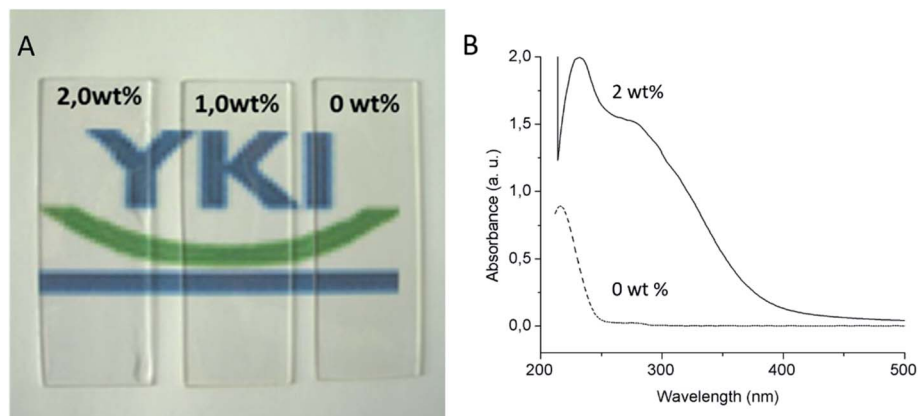 A
2,0wt% 1,0wt% 0 wt%
YKI
B
Absorbance (a. u.)
2,0
1,5
1,0
0,5
0,0
2 wt%
0 wt %
200 300 400 500
Wavelength (nm)